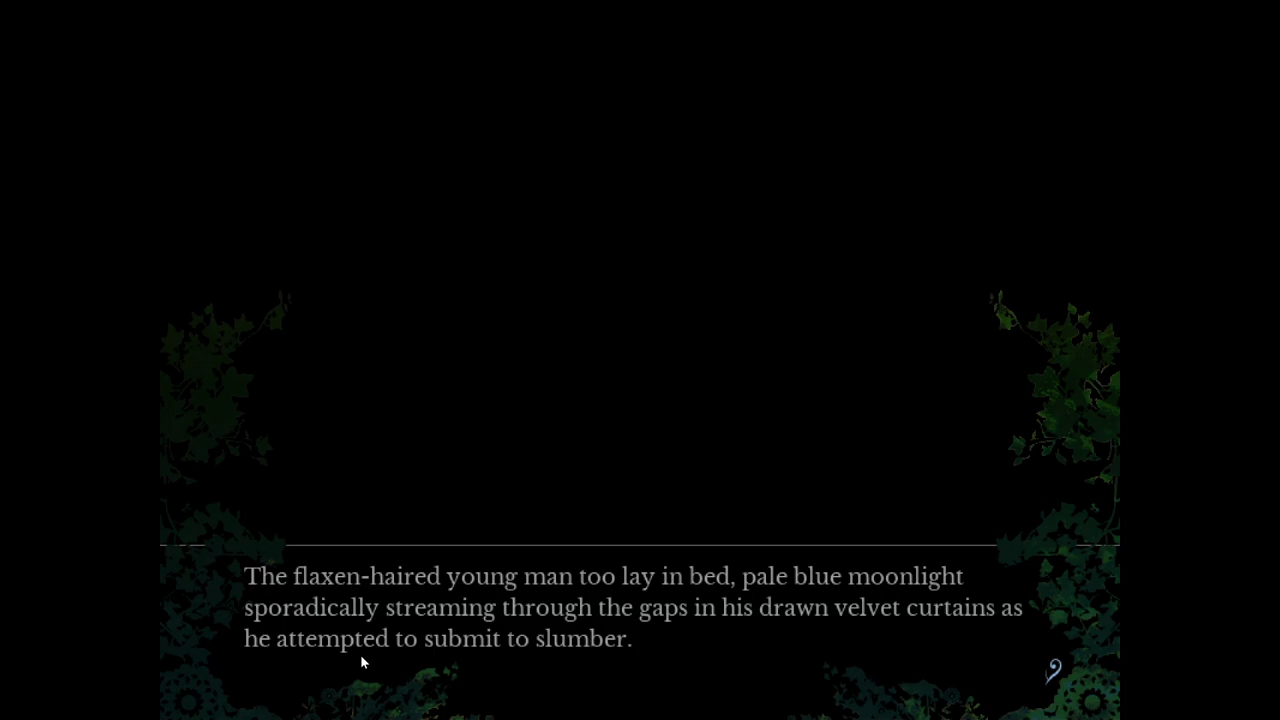 The flaxen-haired young man too lay in bed, pale blue moonlight
sporadically streaming through the gaps in his drawn velvet curtains as
he attempted to submit to slumber.